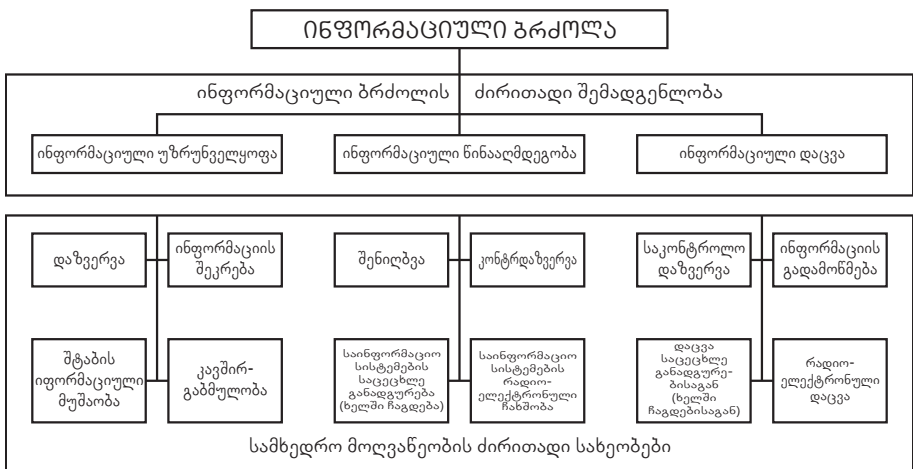 ინფორმაციული ბრძოლა
ინფორმაციული ბრძოლის ძირითადი შემადგენლობა
ინფორმაციული უზრუნველყოფა
ინფორმაციული წინააღმდეგობა
ინფორმაციული დაცვა
დაზვერვა
ინფორმაციის
შეკრება
შენიღბვა
კონტრდაზვერვა
საკონტროლო
დაზვერვა
ინფორმაციის
გადამოწმება
შტაბის
იფორმაციული
მუშაობა
კავშირ-
გაბმულობა
საინფორმაციო
სისტემების
საცეცხლე
განადგურება
(ხელში ჩაგდება)
საინფორმაციო
სისტემების
რადიო-
ელექტრონული
ჩახშობა
დაცვა
საცეცხლე
განადგურე-
ბისაგან
(ხელში
ჩაგდებისაგან)
რადიო-
ელექტრონული
დაცვა
სამხედრო მოღვაწეობის ძირითადი სახეობები